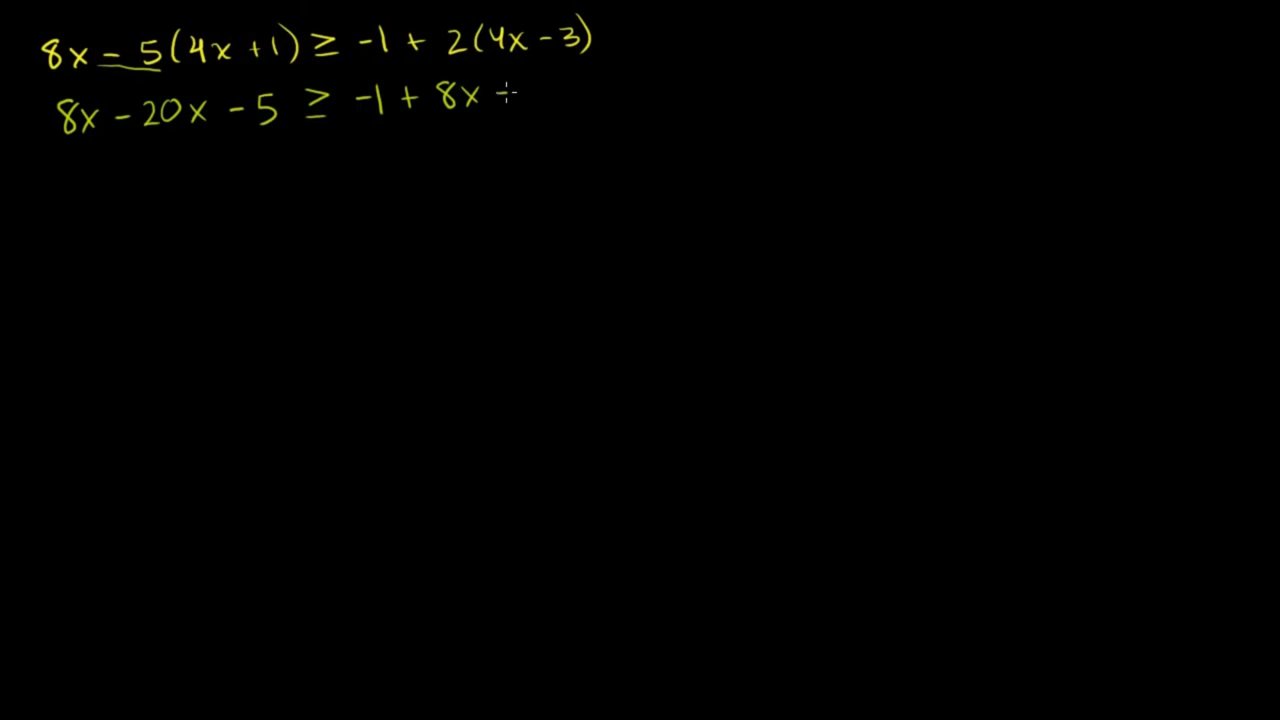 8x - 5(4x + 1) ≥ -1 + 2(4x - 3)
8x - 20x - 5 ≥ -1 + 8x -